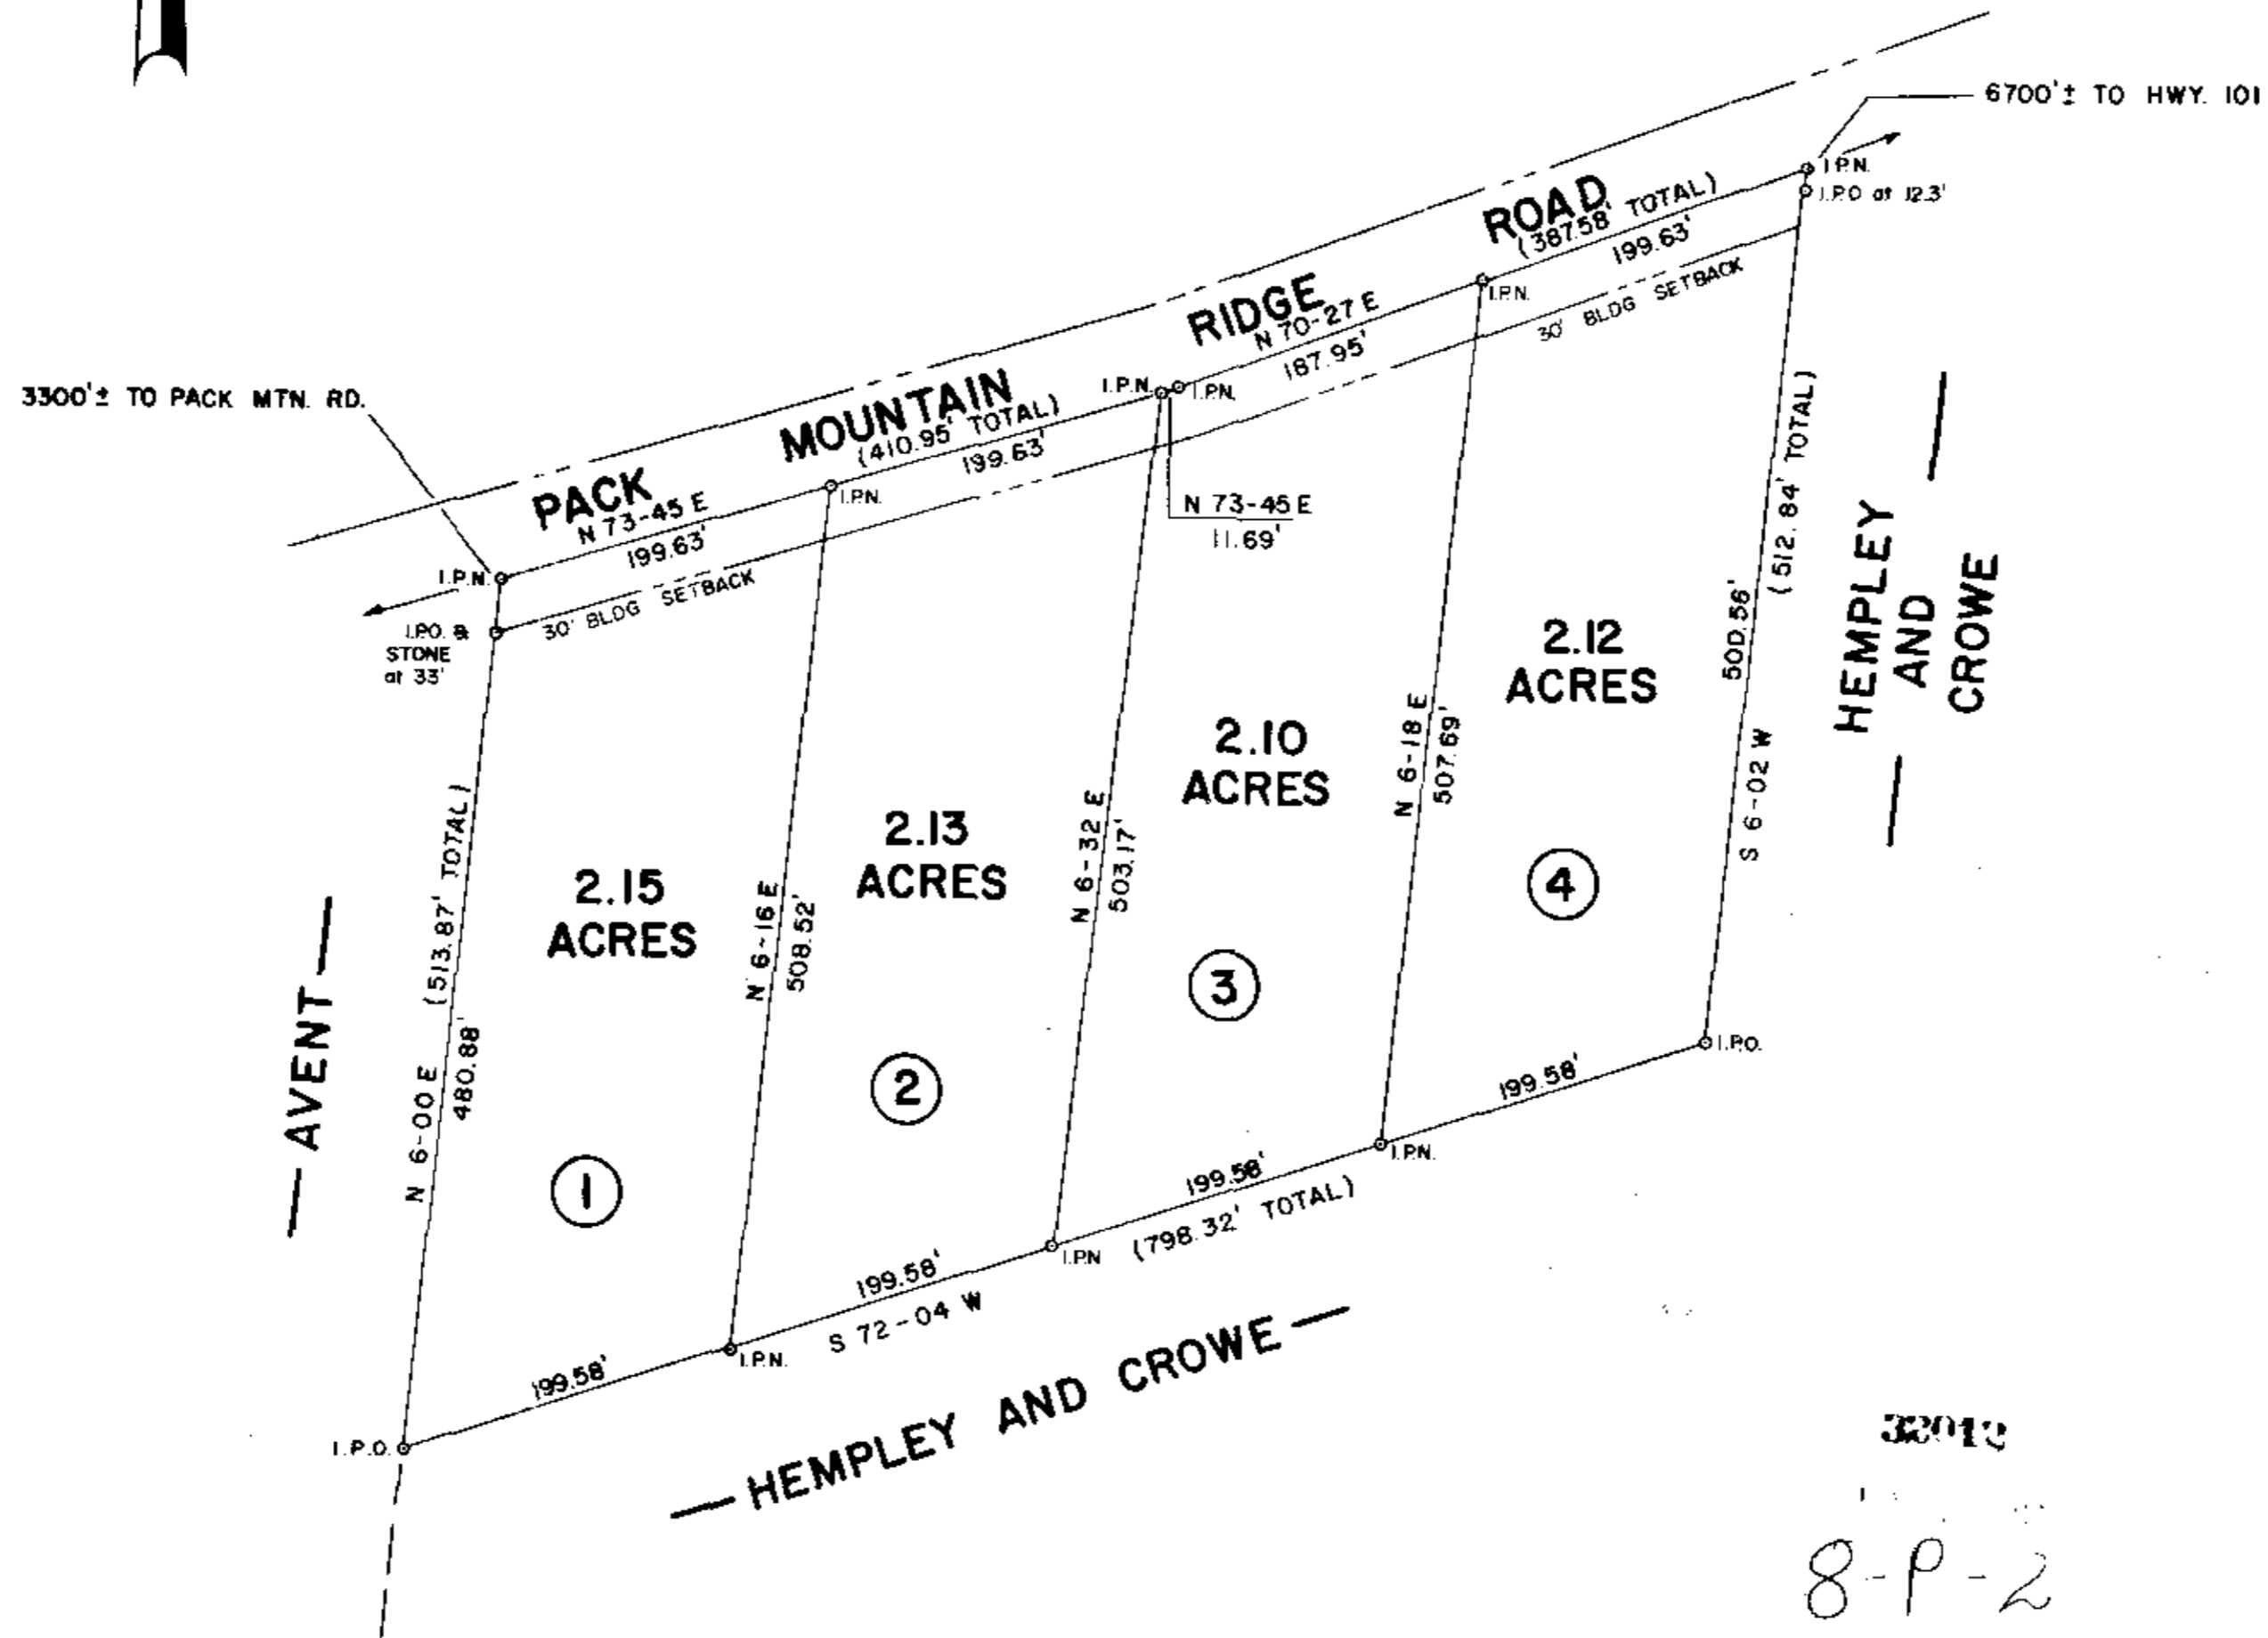 6700'± TO HWY. 101
I.P.N.
I.P.O at 12.3'
PACK MOUNTAIN RIDGE ROAD
(387.58' TOTAL)
199.63'
30' BLDG SETBACK
I.P.N.
N 70-27 E
187.95'
3300'± TO PACK MTN. RD.
(410.95' TOTAL)
199.63'
I.P.N.
I.P.N.
N 73-45 E
11.69'
N 73-45 E
199.63'
I.P.N.
I.P.N.
30' BLDG SETBACK
I.P.O. &
STONE
at 33'
HEMPLEY
AND
CROWE
(512.84' TOTAL)
500.56'
S 6-02 W
2.12
ACRES
4
N 6-18 E
507.69'
2.10
ACRES
3
N 6-32 E
503.17'
2.13
ACRES
2
N 6-16 E
508.52'
2.15
ACRES
1
N 6-00 E (513.87' TOTAL)
480.88'
AVENT
I.P.O.
199.58'
I.P.N.
199.58'
(798.32' TOTAL)
I.P.N
199.58'
S 72-04 W
I.P.N.
199.58'
I.P.O.
HEMPLEY AND CROWE
8-P-2